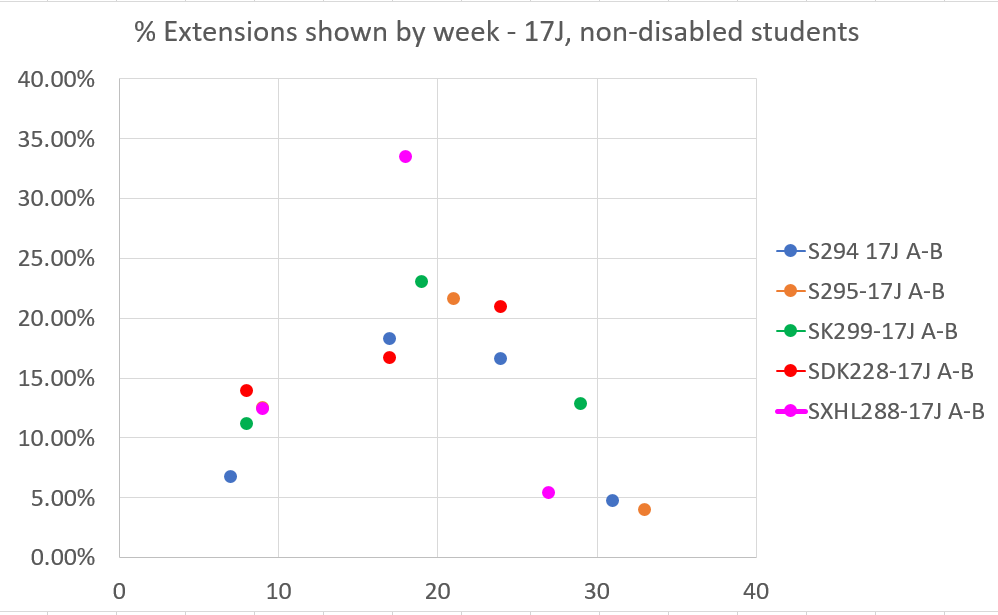 % Extensions shown by week - 17J, non-disabled students
40.00%
35.00%
30.00%
25.00%
20.00%
15.00%
10.00%
5.00%
0.00%
0 10 20 30 40
S294 17J A-B
S295-17J A-B
SK299-17J A-B
SDK228-17J A-B
SXHL288-17J A-B